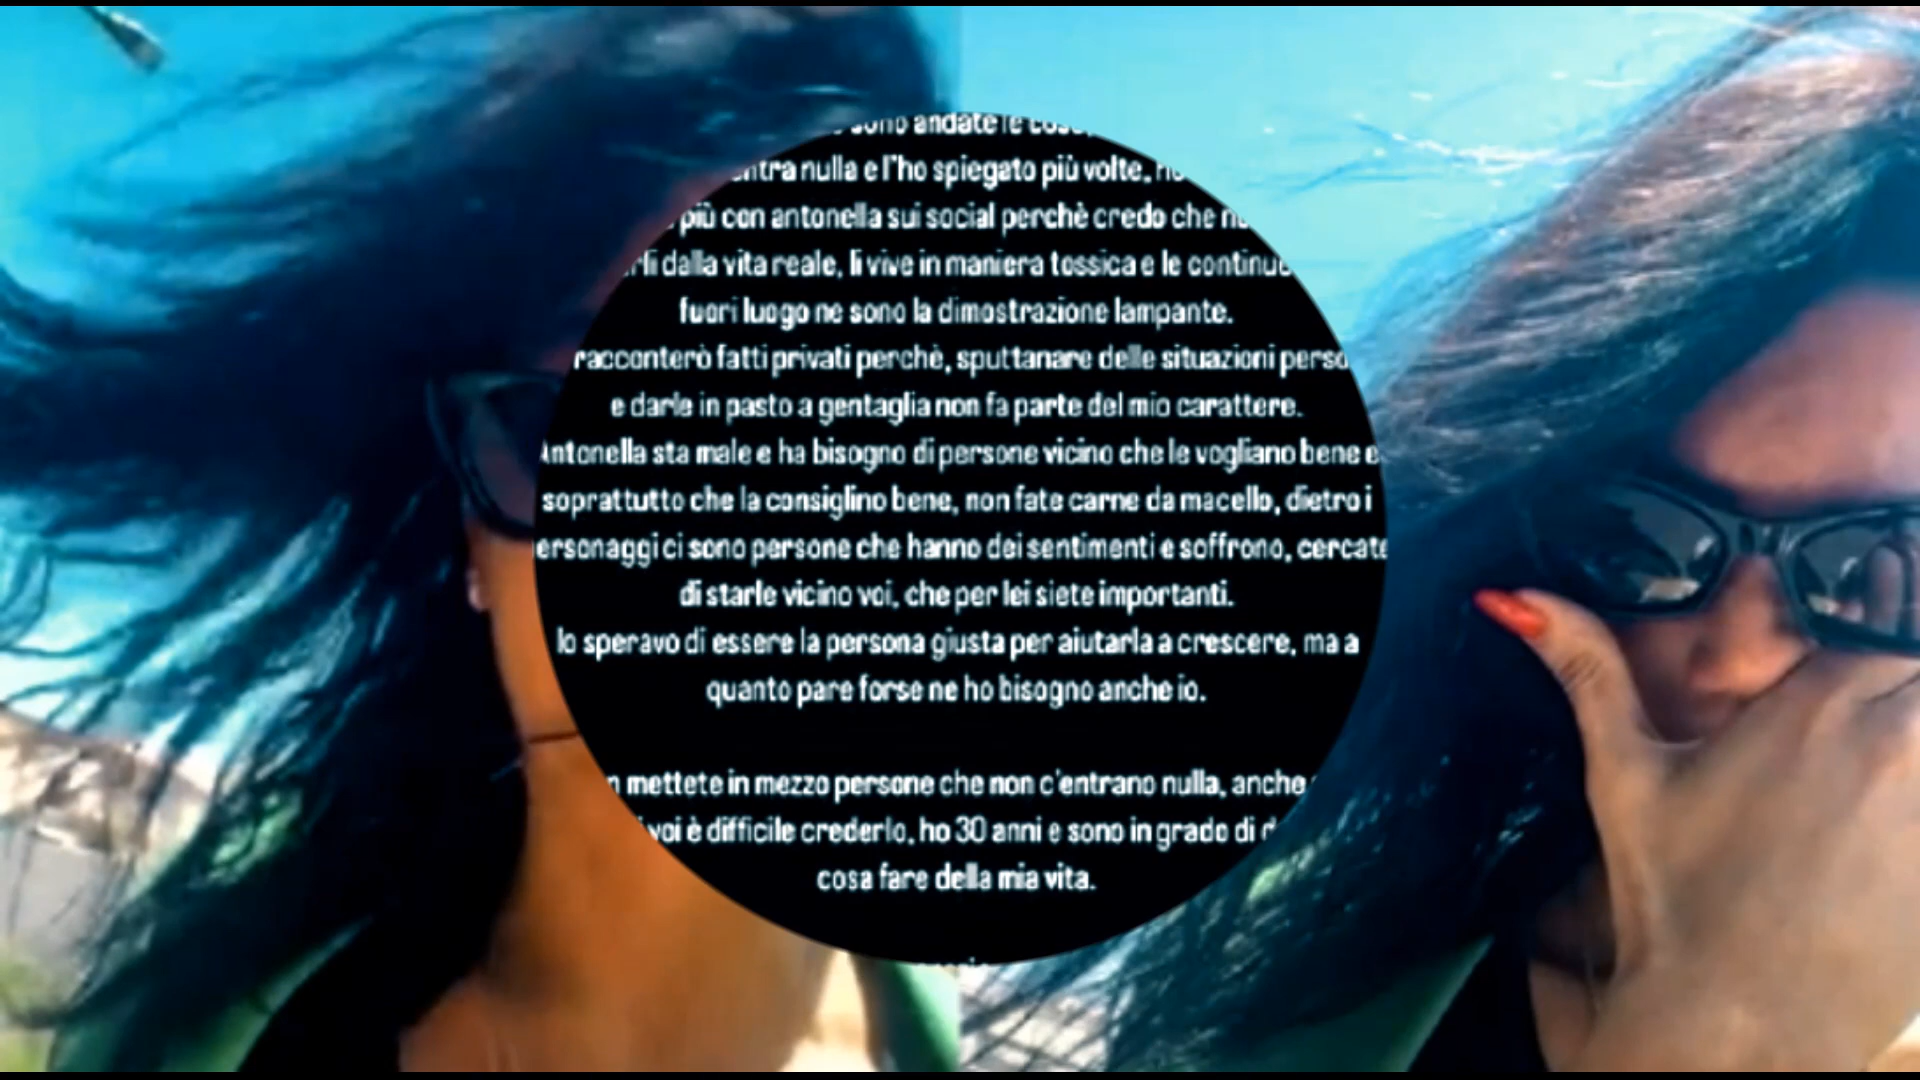 sono andate le cose,
entra nulla e l'ho spiegato più volte,
più con antonella sui social perchè credo che
dalla vita reale, li vive in maniera tossica e le continue
fuori luogo ne sono la dimostrazione lampante.
racconterò fatti privati perchè, sputtanare delle situazioni perso
e darle in pasto a gentaglia non fa parte del mio carattere.
Antonella sta male e ha bisogno di persone vicino che le vogliano bene e
soprattutto che la consiglino bene, non fate carne da macello, dietro i
ersonaggi ci sono persone che hanno dei sentimenti e soffrono, cercate
di starle vicino voi, che per lei siete importanti.
Io speravo di essere la persona giusta per aiutarla a crescere, ma a
quanto pare forse ne ho bisogno anche io.
n mettete in mezzo persone che non c'entrano nulla, anche
voi è difficile crederlo, ho 30 anni e sono in grado di d
cosa fare della mia vita.